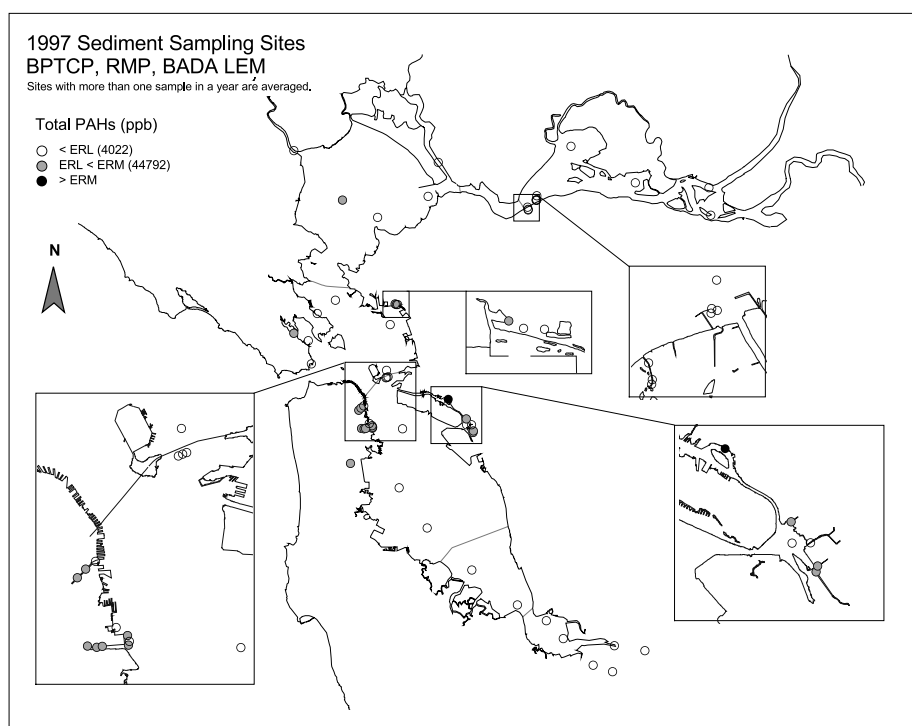 1997 Sediment Sampling Sites
BPTCP, RMP, BADA LEM
Sites with more than one sample in a year are averaged.
Total PAHs (ppb)
< ERL (4022)
ERL < ERM (44792)
> ERM
N